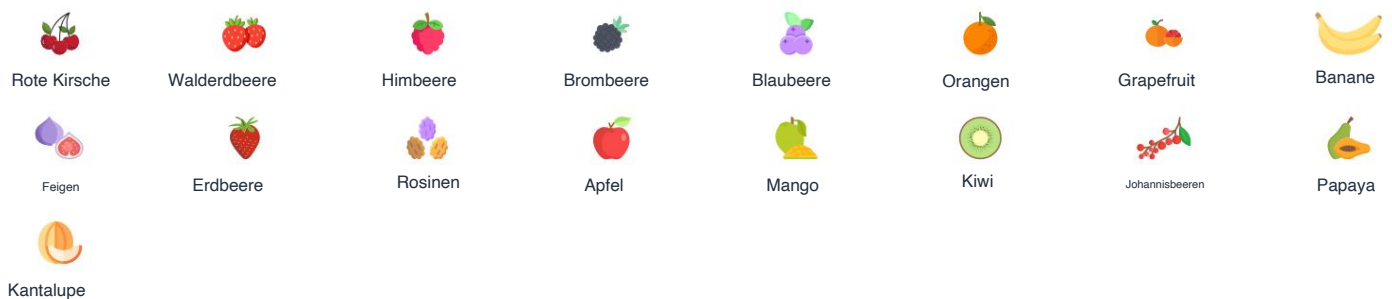 Rote Kirsche
Walderdbeere
Himbeere
Brombeere
Blaubeere
Orangen
Grapefruit
Banane
Feigen
Erdbeere
Rosinen
Apfel
Mango
Kiwi
Johannisbeeren
Papaya
Kantalupe